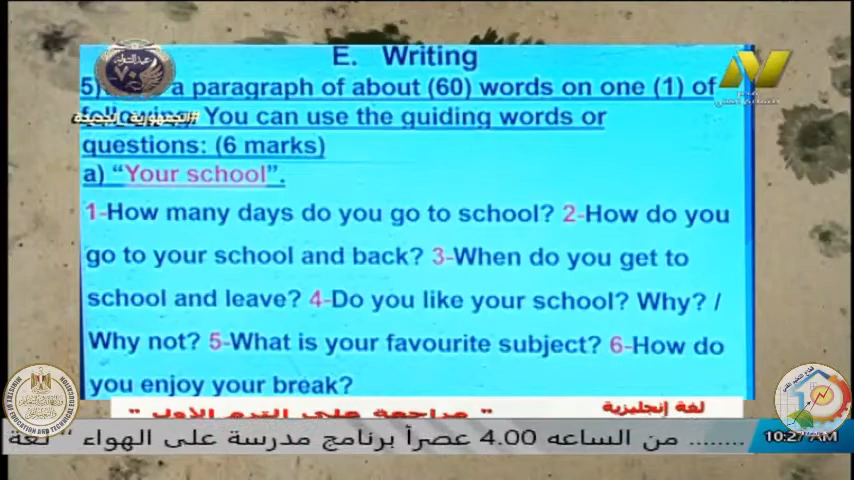 E. Writing
5) a paragraph of about (60) words on one (1) of
You can use the guiding words or
#الجمهورية_الجديدة
questions: (6 marks)
a) “Your school”.
1-How many days do you go to school? 2-How do you
go to your school and back? 3-When do you get to
school and leave? 4-Do you like your school? Why? /
Why not? 5-What is your favourite subject? 6-How do
you enjoy your break?
لغة إنجليزية
" مراجعة على الترم الأول "
........ من الساعه 4.00 عصراً برنامج مدرسة على الهواء " لغة
10:27 AM